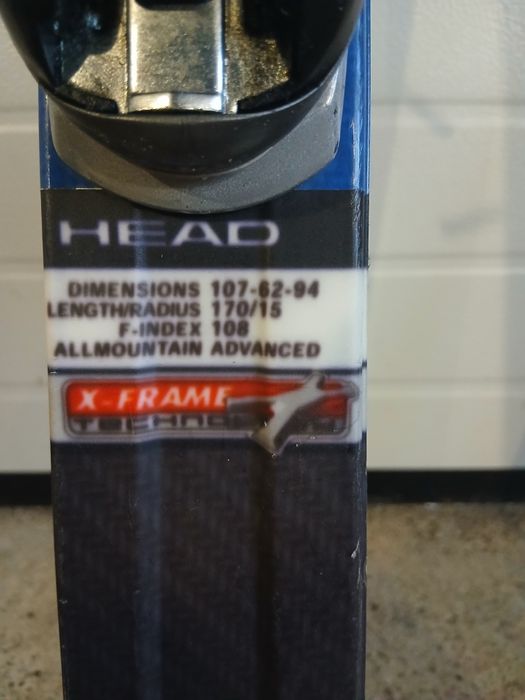 HEAD
DIMENSIONS 107-62-94
LENGTH/RADIUS 170/15
F-INDEX 108
ALLMOUNTAIN ADVANCED
X-FRAME